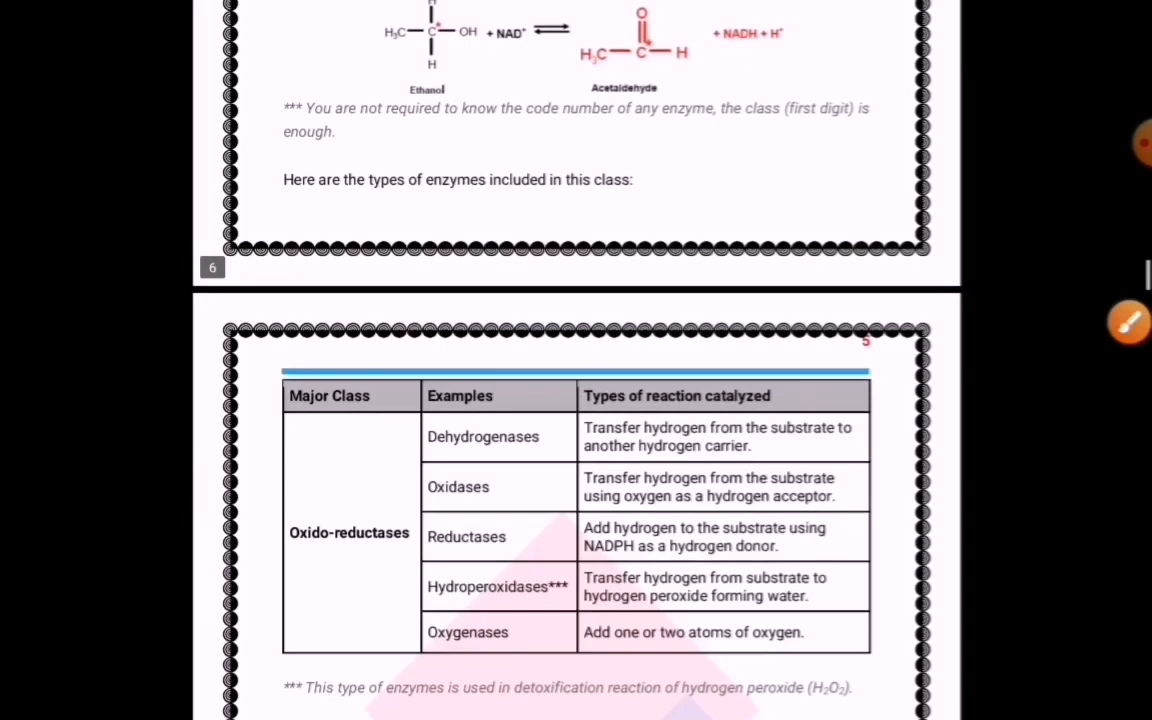 H
H₃C C* OH + NAD⁺
H
Ethanol
O
H₃C C* H
Acetaldehyde
+ NADH + H⁺
*** You are not required to know the code number of any enzyme, the class (first digit) is
enough.
Here are the types of enzymes included in this class:
6
5
Major Class Examples Types of reaction catalyzed
Oxido-reductases
Dehydrogenases
Transfer hydrogen from the substrate to
another hydrogen carrier.
Oxidases
Transfer hydrogen from the substrate
using oxygen as a hydrogen acceptor.
Reductases
Add hydrogen to the substrate using
NADPH as a hydrogen donor.
Hydroperoxidases***
Transfer hydrogen from substrate to
hydrogen peroxide forming water.
Oxygenases
Add one or two atoms of oxygen.
*** This type of enzymes is used in detoxification reaction of hydrogen peroxide (H₂O₂).